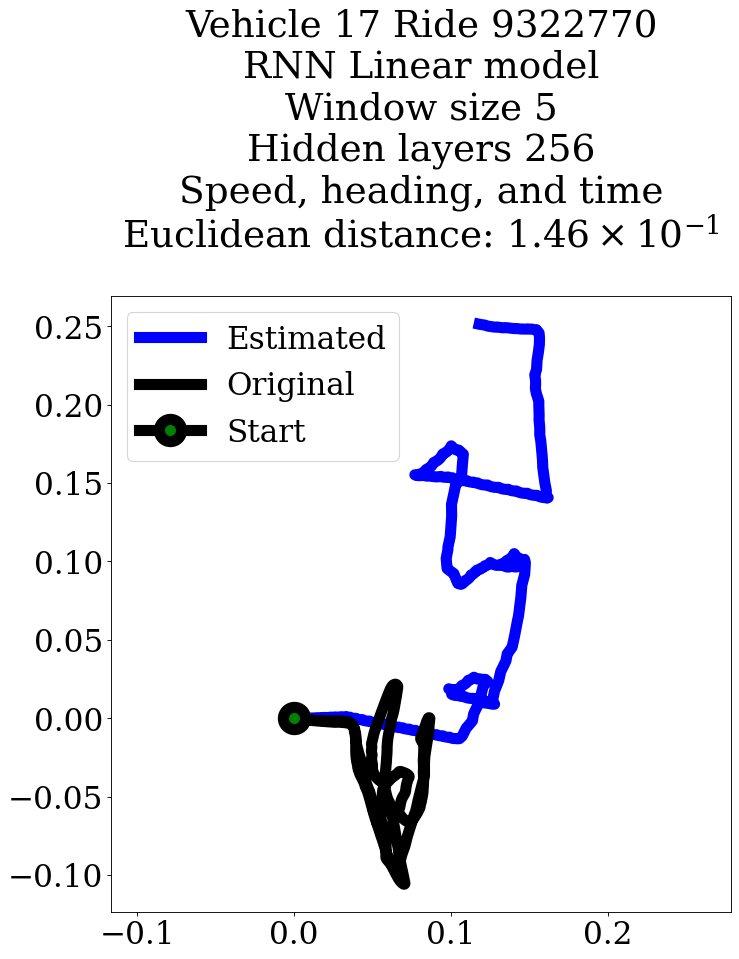 Vehicle 17 Ride 9322770
RNN Linear model
Window size 5
Hidden layers 256
Speed, heading, and time
Euclidean distance: 1.46 × 10⁻¹
Estimated
Original
Start
0.25
0.20
0.15
0.10
0.05
0.00
−0.05
−0.10
−0.1
0.0
0.1
0.2